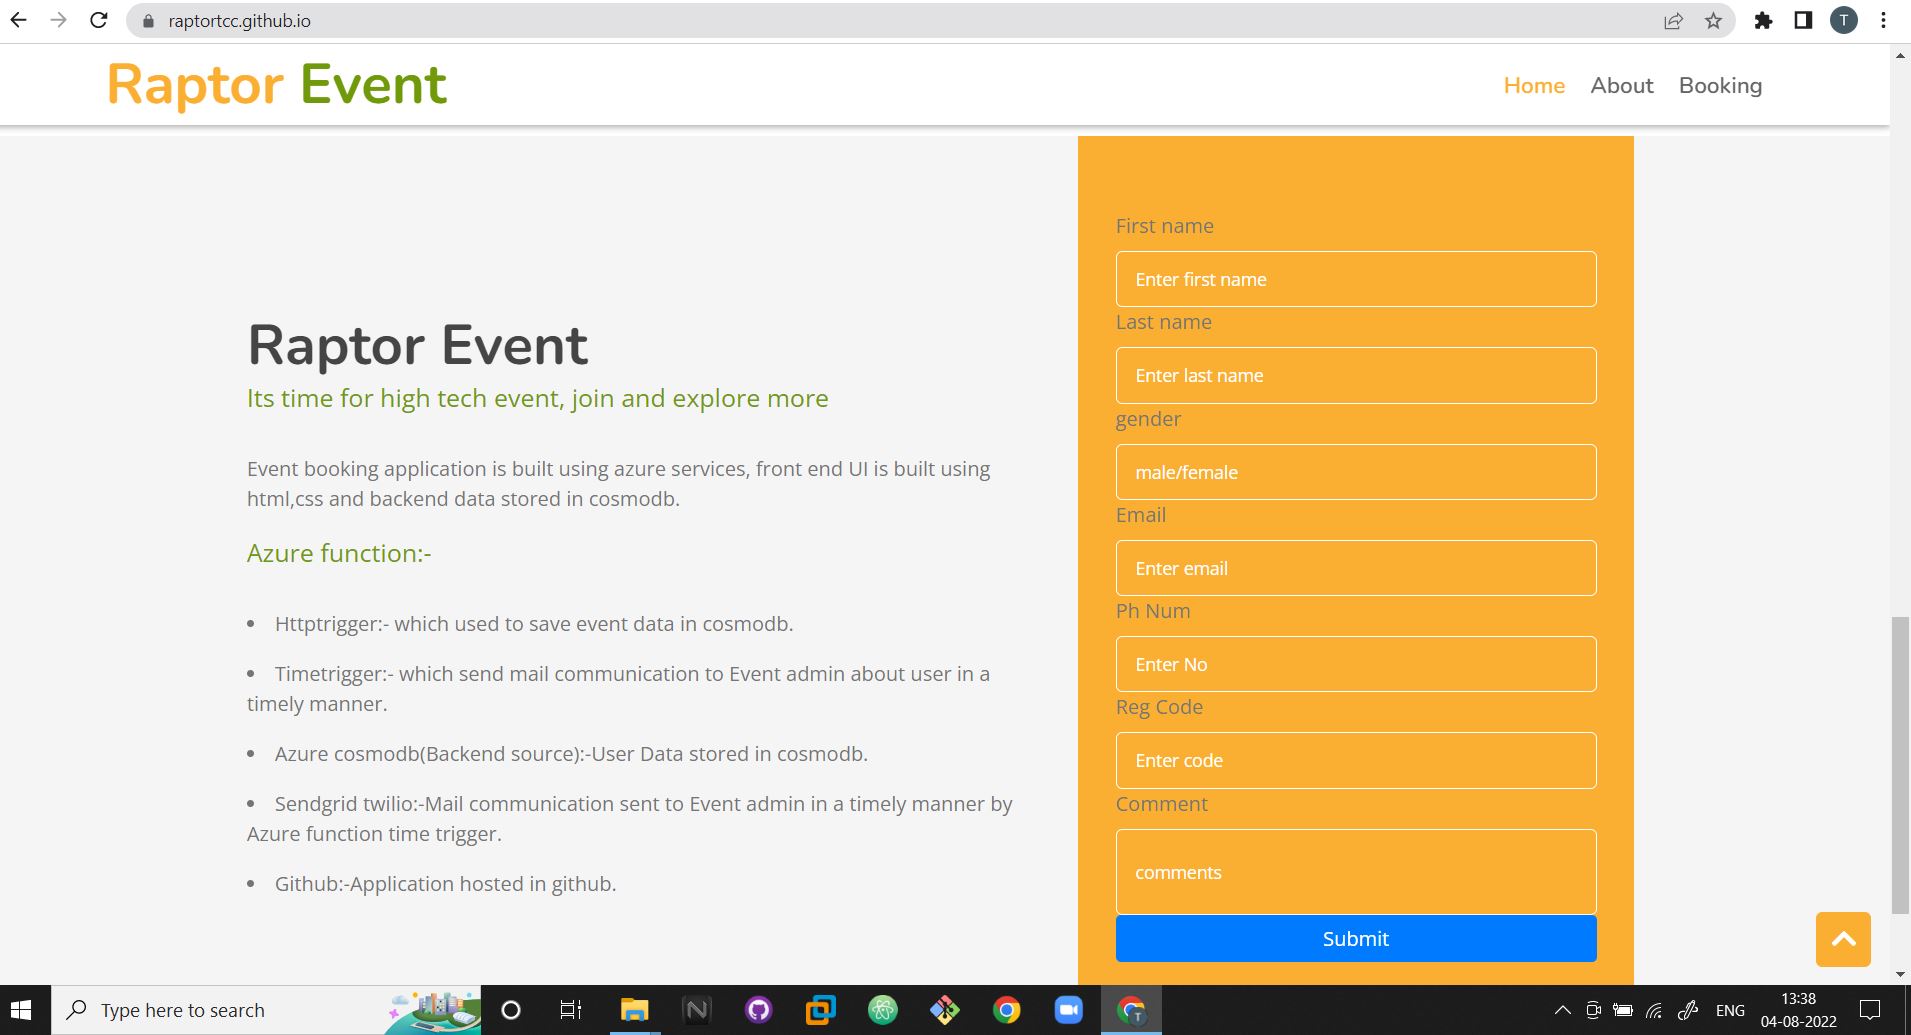 raptortcc.github.io
T
Raptor Event
Home About Booking
Raptor Event
Its time for high tech event, join and explore more
Event booking application is built using azure services, front end UI is built using
html,css and backend data stored in cosmodb.
Azure function:-
• Httptrigger:- which used to save event data in cosmodb.
• Timetrigger:- which send mail communication to Event admin about user in a
timely manner.
• Azure cosmodb(Backend source):-User Data stored in cosmodb.
• Sendgrid twilio:-Mail communication sent to Event admin in a timely manner by
Azure function time trigger.
• Github:-Application hosted in github.
First name
Enter first name
Last name
Enter last name
gender
male/female
Email
Enter email
Ph Num
Enter No
Reg Code
Enter code
Comment
comments
Submit
Type here to search
N
T
ENG
13:38
04-08-2022